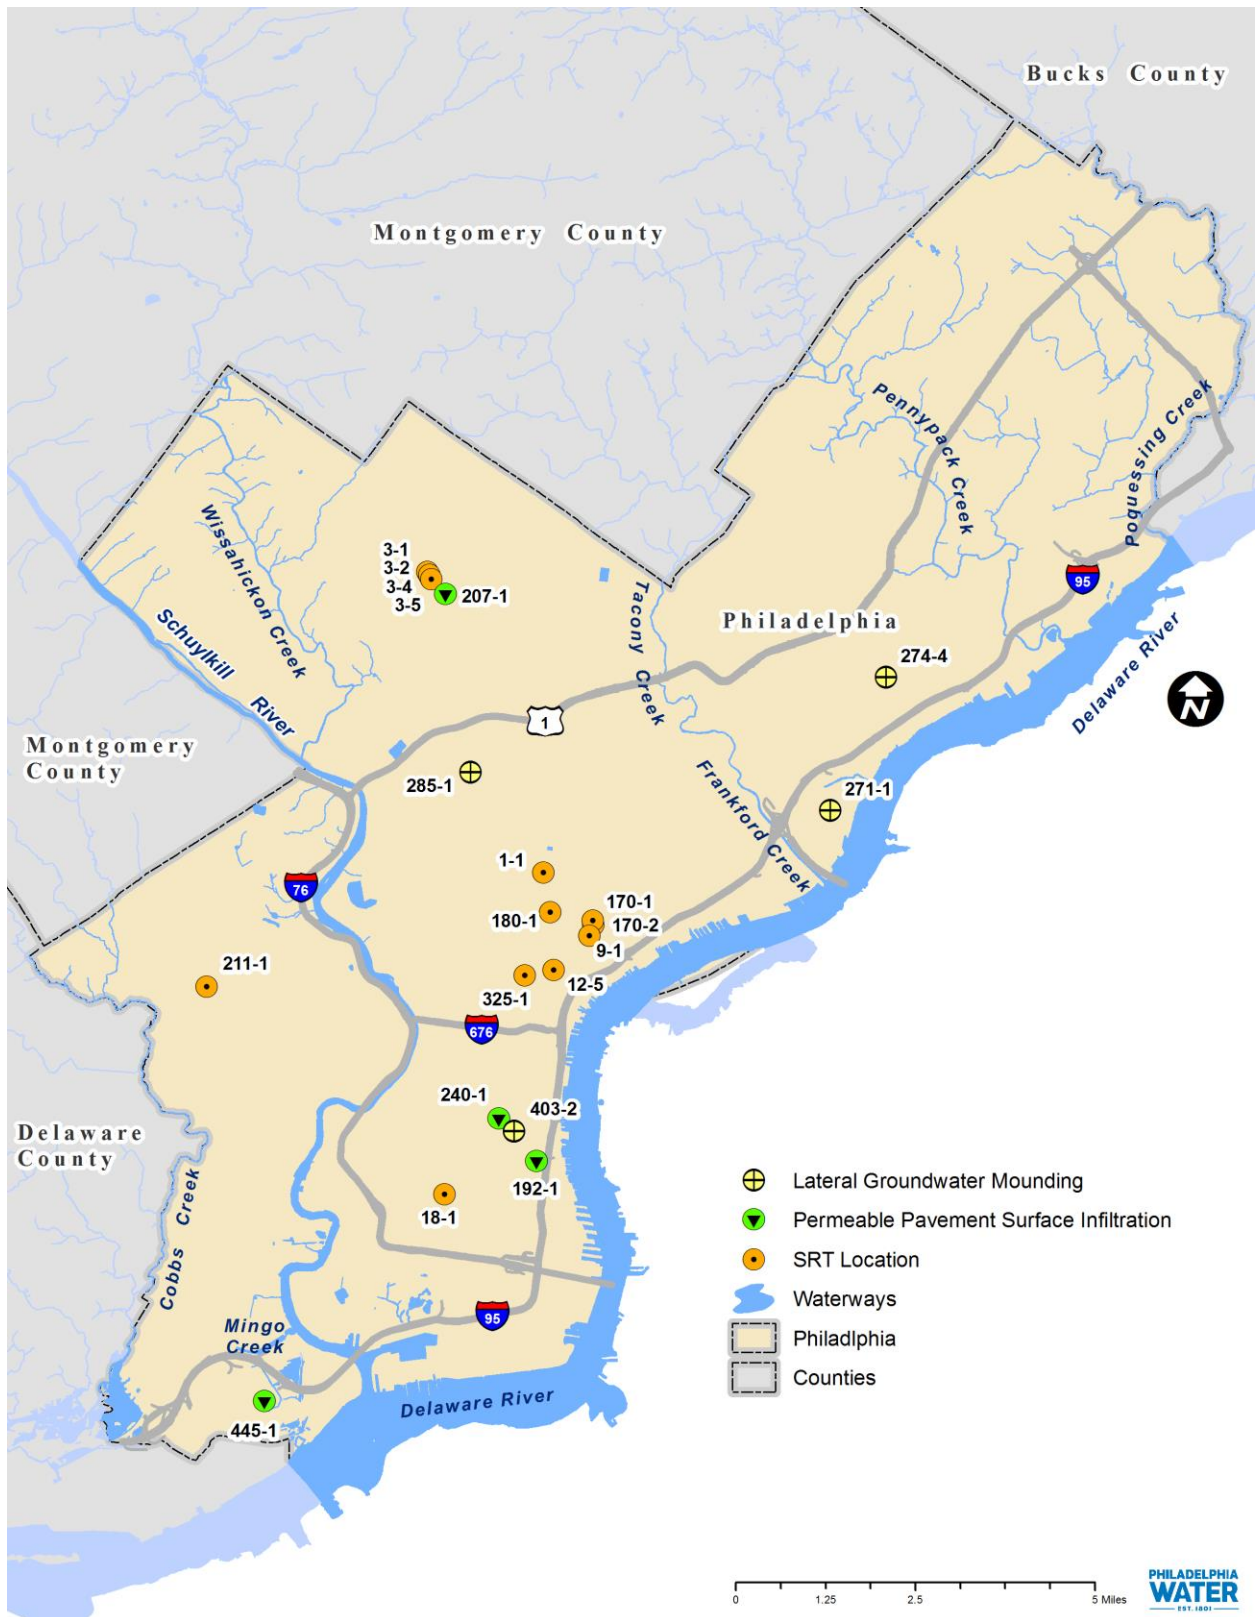 Bucks County
Montgomery County
Pennypack Creek
Poquessing Creek
Wissahickon Creek
3-1
3-2
3-4
3-5
207-1
95
Tacony Creek
Philadelphia
Schuylkill River
274-4
Delaware River
N
1
Montgomery
County
285-1
Frankford Creek
271-1
1-1
76
180-1
170-1
170-2
9-1
211-1
12-5
325-1
676
240-1
403-2
Delaware
County
192-1
18-1
Cobbs Creek
Mingo
Creek
95
Delaware River
445-1
Lateral Groundwater Mounding
Permeable Pavement Surface Infiltration
SRT Location
Waterways
Philadlphia
Counties
0 1.25 2.5 5 Miles
PHILADELPHIA
WATER
EST. 1801